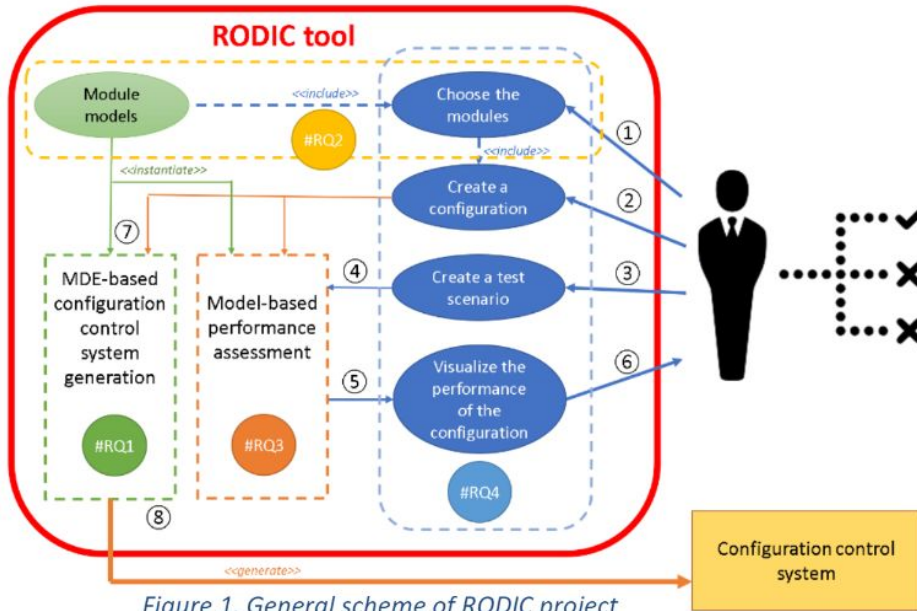 RODIC tool
Module
models
<<include>>
Choose the
modules
①
#RQ2
<<include>>
<<instantiate>>
Create a
configuration
②
⑦
MDE-based
configuration
control
system
generation
Model-based
performance
assessment
④
Create a test
scenario
③
⑤
Visualize the
performance
of the
configuration
⑥
#RQ1
#RQ3
#RQ4
⑧
<<generate>>
Configuration control
system
Figure 1. General scheme of RODIC project